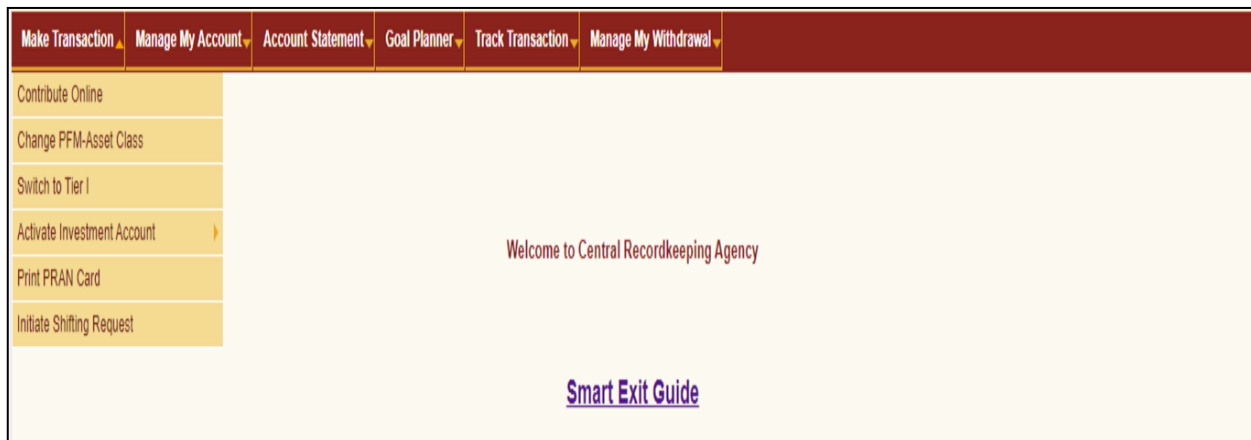 Make Transaction Manage My Account Account Statement Goal Planner Track Transaction Manage My Withdrawal
Contribute Online
Change PFM-Asset Class
Switch to Tier I
Activate Investment Account
Print PRAN Card
Initiate Shifting Request
Welcome to Central Recordkeeping Agency
Smart Exit Guide